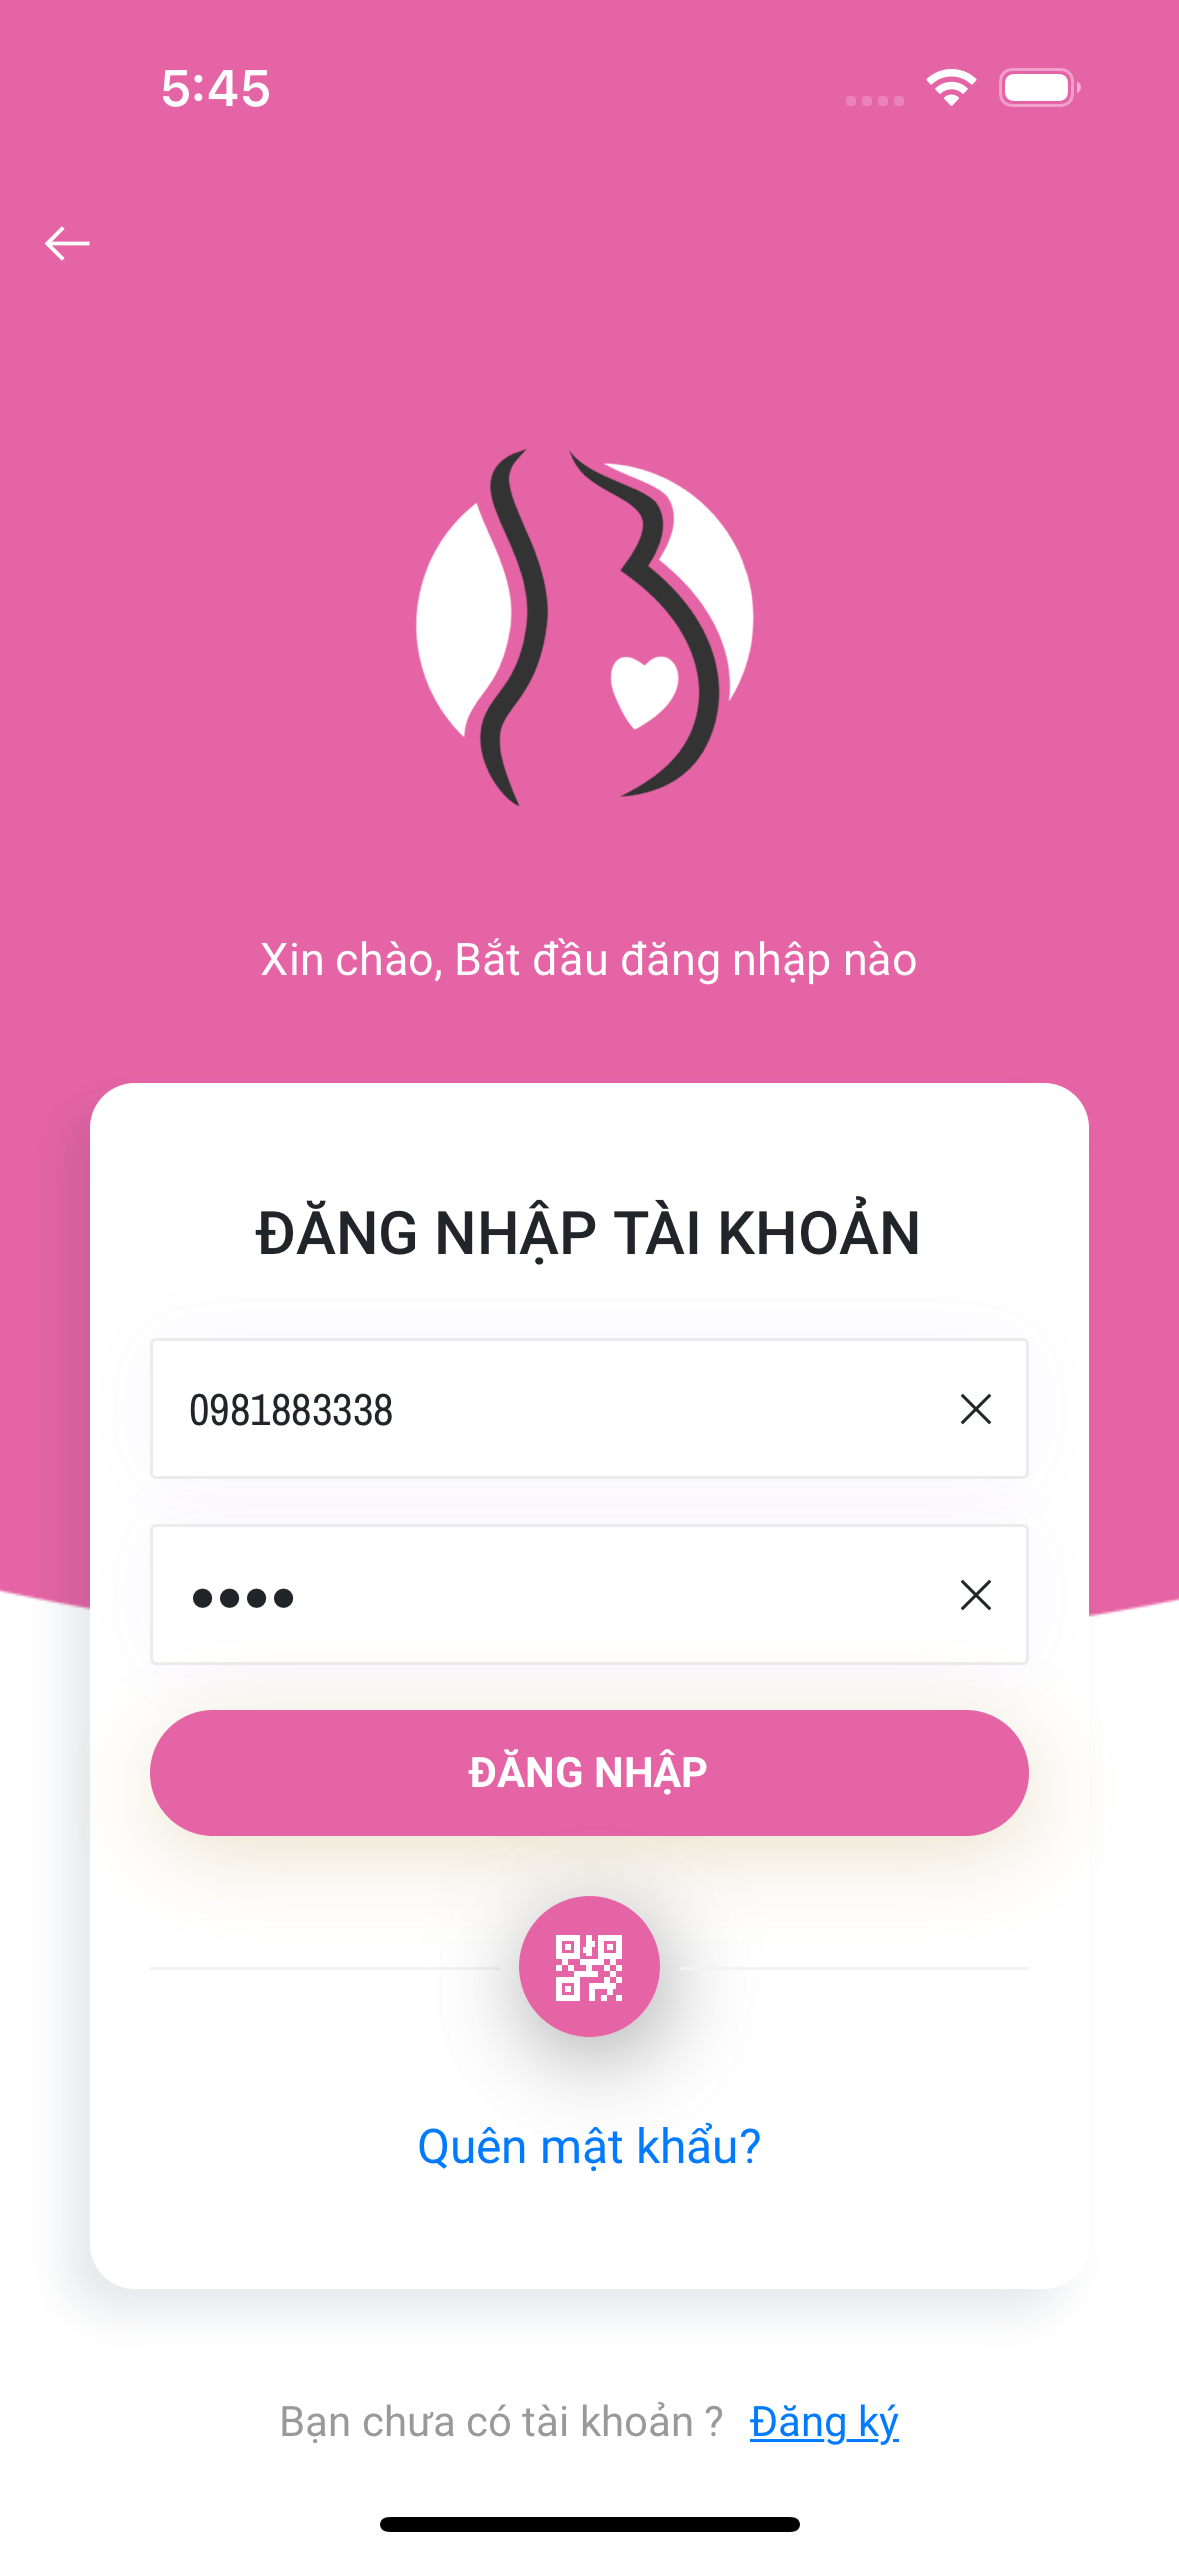 5:45
Xin chào, Bắt đầu đăng nhập nào
ĐĂNG NHẬP TÀI KHOẢN
0981883338
••••
ĐĂNG NHẬP
Quên mật khẩu?
Bạn chưa có tài khoản ? Đăng ký